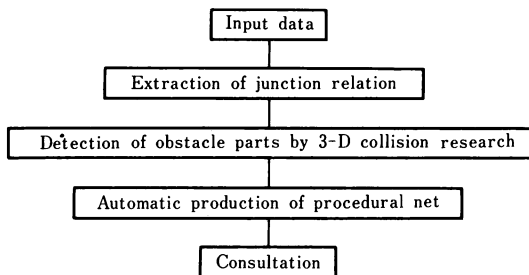 Input data
Extraction of junction relation
Detection of obstacle parts by 3-D collision research
Automatic production of procedural net
Consultation